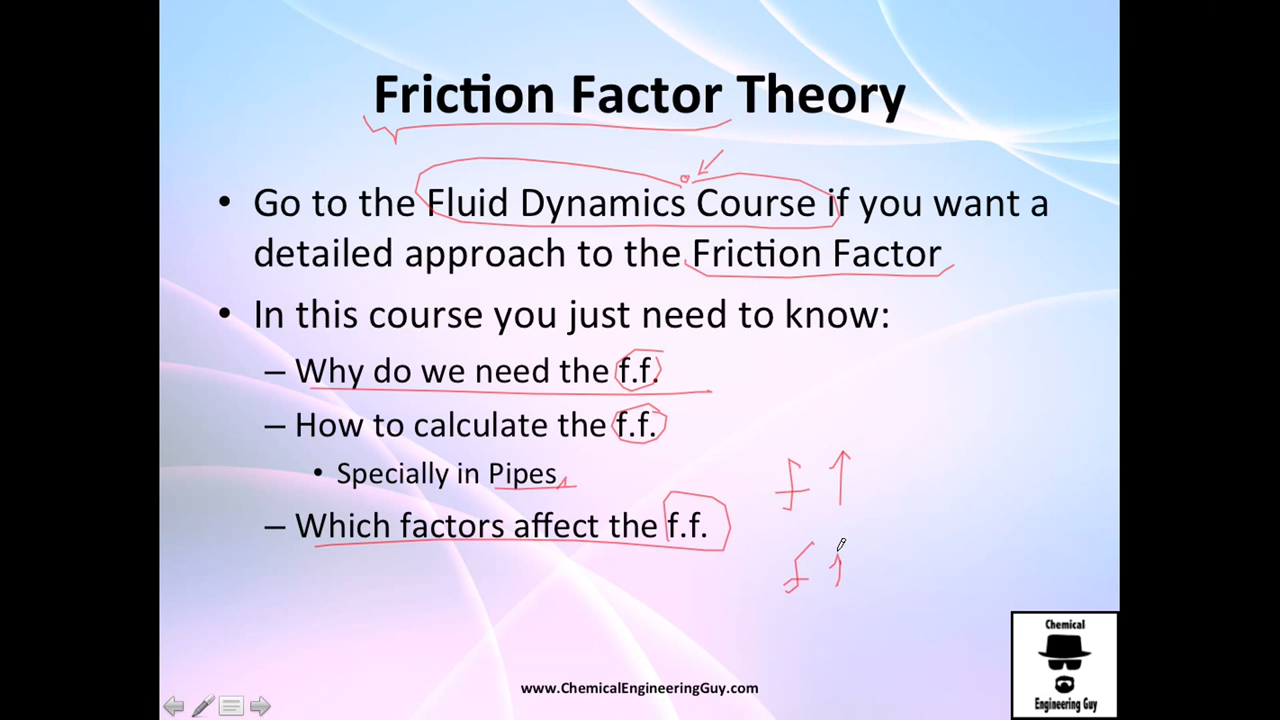 Friction Factor Theory
• Go to the Fluid Dynamics Course if you want a
detailed approach to the Friction Factor
• In this course you just need to know:
– Why do we need the f.f.
– How to calculate the f.f.
• Specially in Pipes
– Which factors affect the f.f.
f ↑
f ↑
www.ChemicalEngineeringGuy.com
Chemical
Engineering Guy